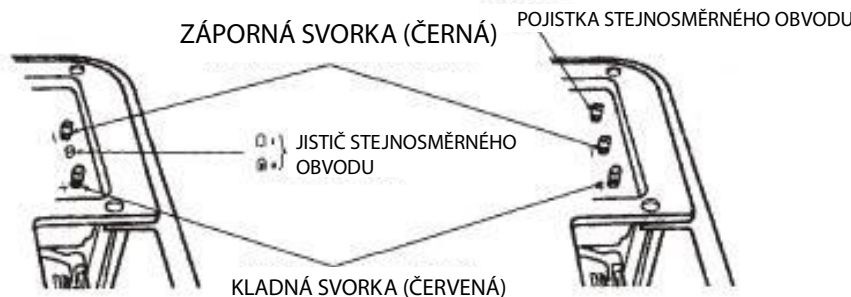 POJISTKA STEJNOSMĚRNÉHO OBVODU
ZÁPORNÁ SVORKA (ČERNÁ)
JISTIČ STEJNOSMĚRNÉHO
OBVODU
KLADNÁ SVORKA (ČERVENÁ)